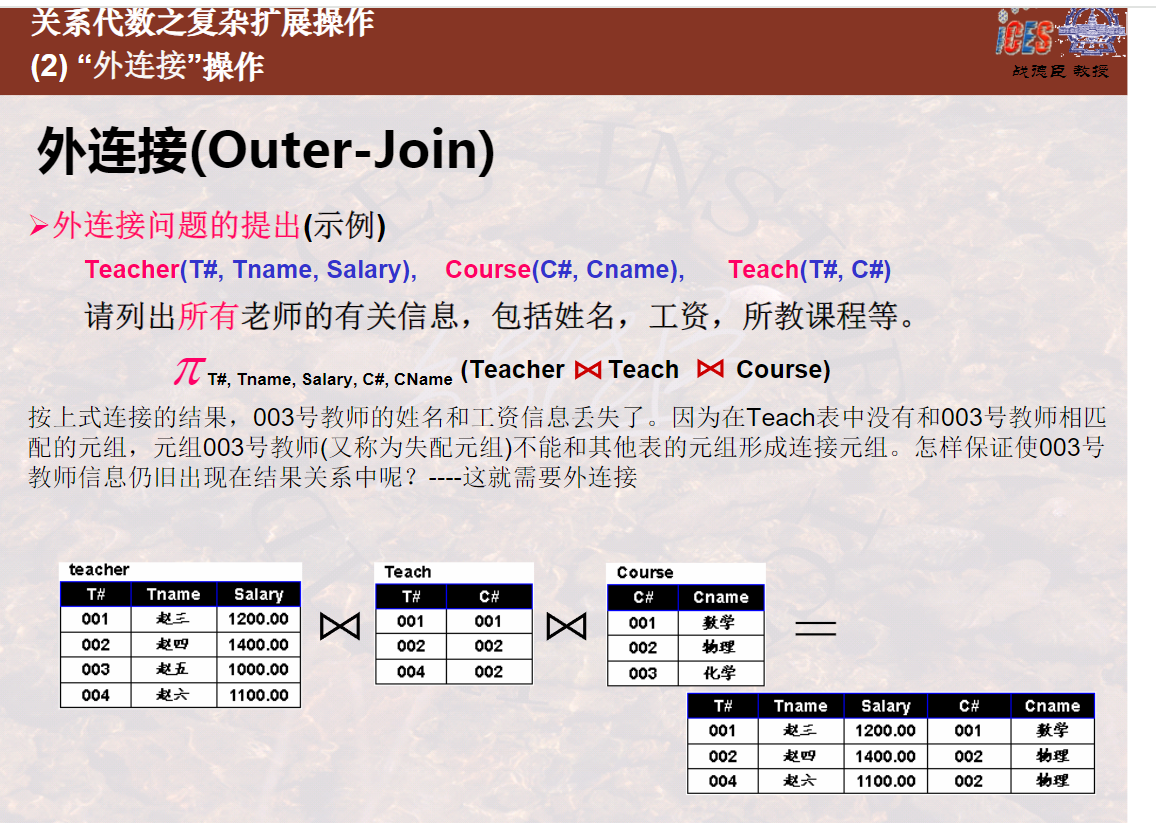 关系代数之复杂扩展操作
(2) “外连接”操作
iCES
战德臣 教授
外连接(Outer-Join)
➢外连接问题的提出(示例)
Teacher(T#, Tname, Salary), Course(C#, Cname), Teach(T#, C#)
请列出所有老师的有关信息，包括姓名，工资，所教课程等。
π T#, Tname, Salary, C#, CName (Teacher ⋈ Teach ⋈ Course)
按上式连接的结果，003号教师的姓名和工资信息丢失了。因为在Teach表中没有和003号教师相匹
配的元组，元组003号教师(又称为失配元组)不能和其他表的元组形成连接元组。怎样保证使003号
教师信息仍旧出现在结果关系中呢？----这就需要外连接
teacher
T# Tname Salary
001 赵三 1200.00
002 赵四 1400.00
003 赵五 1000.00
004 赵六 1100.00
⋈
Teach
T# C#
001 001
002 002
004 002
⋈
Course
C# Cname
001 数学
002 物理
003 化学
=
T# Tname Salary C# Cname
001 赵三 1200.00 001 数学
002 赵四 1400.00 002 物理
004 赵六 1100.00 002 物理